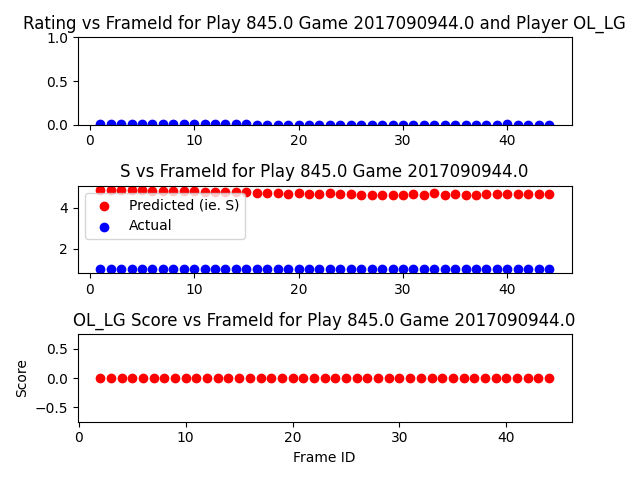 Rating vs FrameId for Play 845.0 Game 2017090944.0 and Player OL_LG
1.0
0.5
0.0
0 10 20 30 40
S vs FrameId for Play 845.0 Game 2017090944.0
4
2
Predicted (ie. S)
Actual
0 10 20 30 40
OL_LG Score vs FrameId for Play 845.0 Game 2017090944.0
Score
0.5
0.0
−0.5
0 10 20 30 40
Frame ID